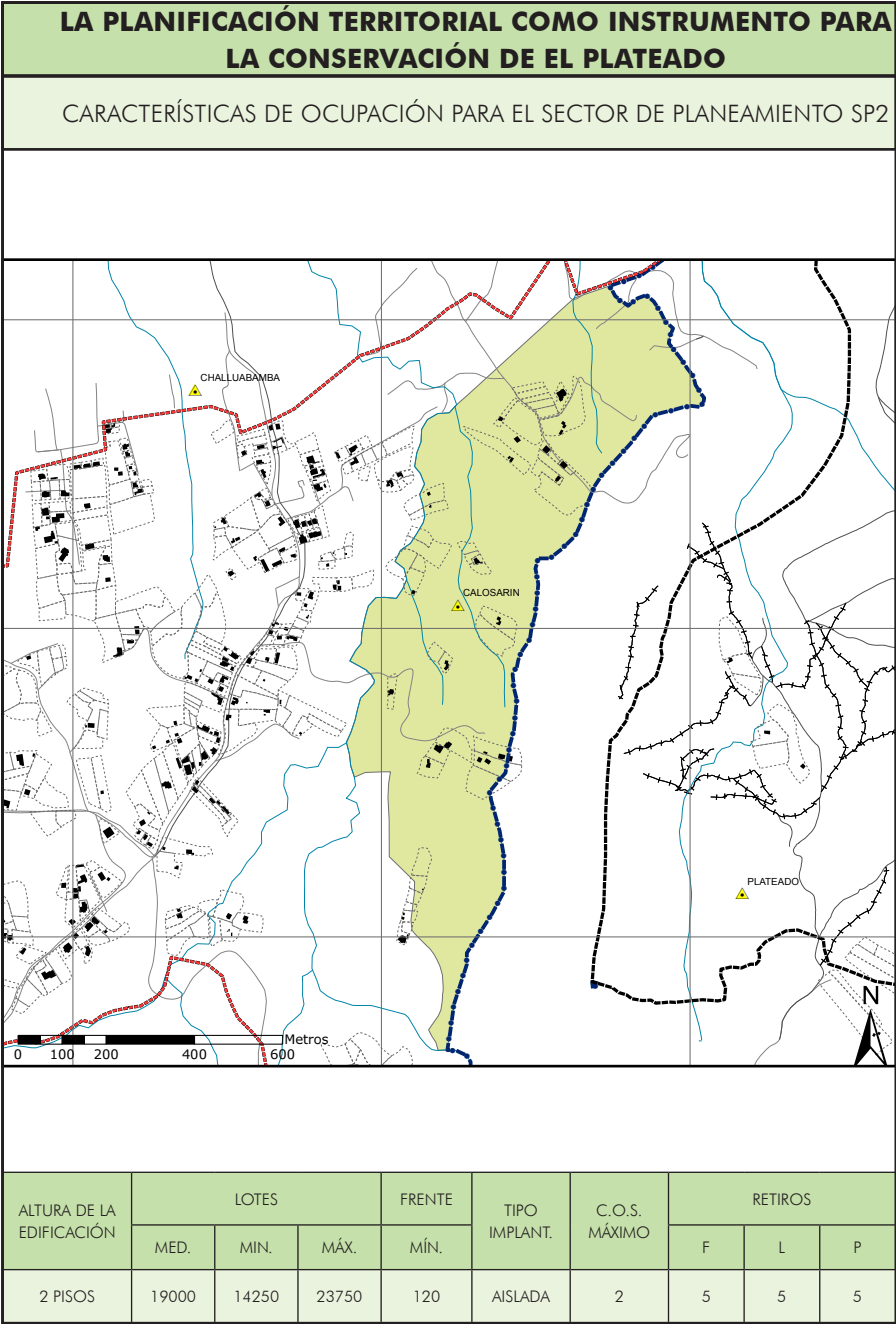 LA PLANIFICACIÓN TERRITORIAL COMO INSTRUMENTO PARA
LA CONSERVACIÓN DE EL PLATEADO
CARACTERÍSTICAS DE OCUPACIÓN PARA EL SECTOR DE PLANEAMIENTO SP2
CHALLUABAMBA
CALOSARIN
PLATEADO
N
Metros
0 100 200 400 600
ALTURA DE LA EDIFICACIÓN LOTES FRENTE TIPO IMPLANT. C.O.S. MÁXIMO RETIROS
MED. MIN. MÁX. MÍN. F L P
2 PISOS 19000 14250 23750 120 AISLADA 2 5 5 5